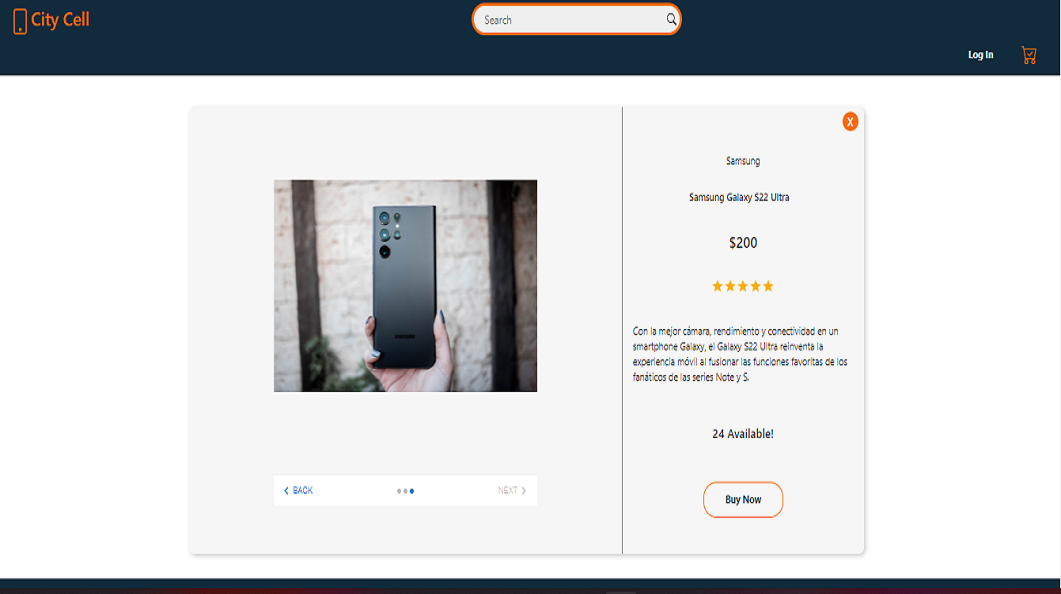 City Cell
Search
Log In
X
Samsung
Samsung Galaxy S22 Ultra
$200
Con la mejor cámara, rendimiento y conectividad en un
smartphone Galaxy, el Galaxy S22 Ultra reinventa la
experiencia móvil al fusionar las funciones favoritas de los
fanáticos de las series Note y S.
24 Available!
SAMSUNG
BACK
NEXT
Buy Now